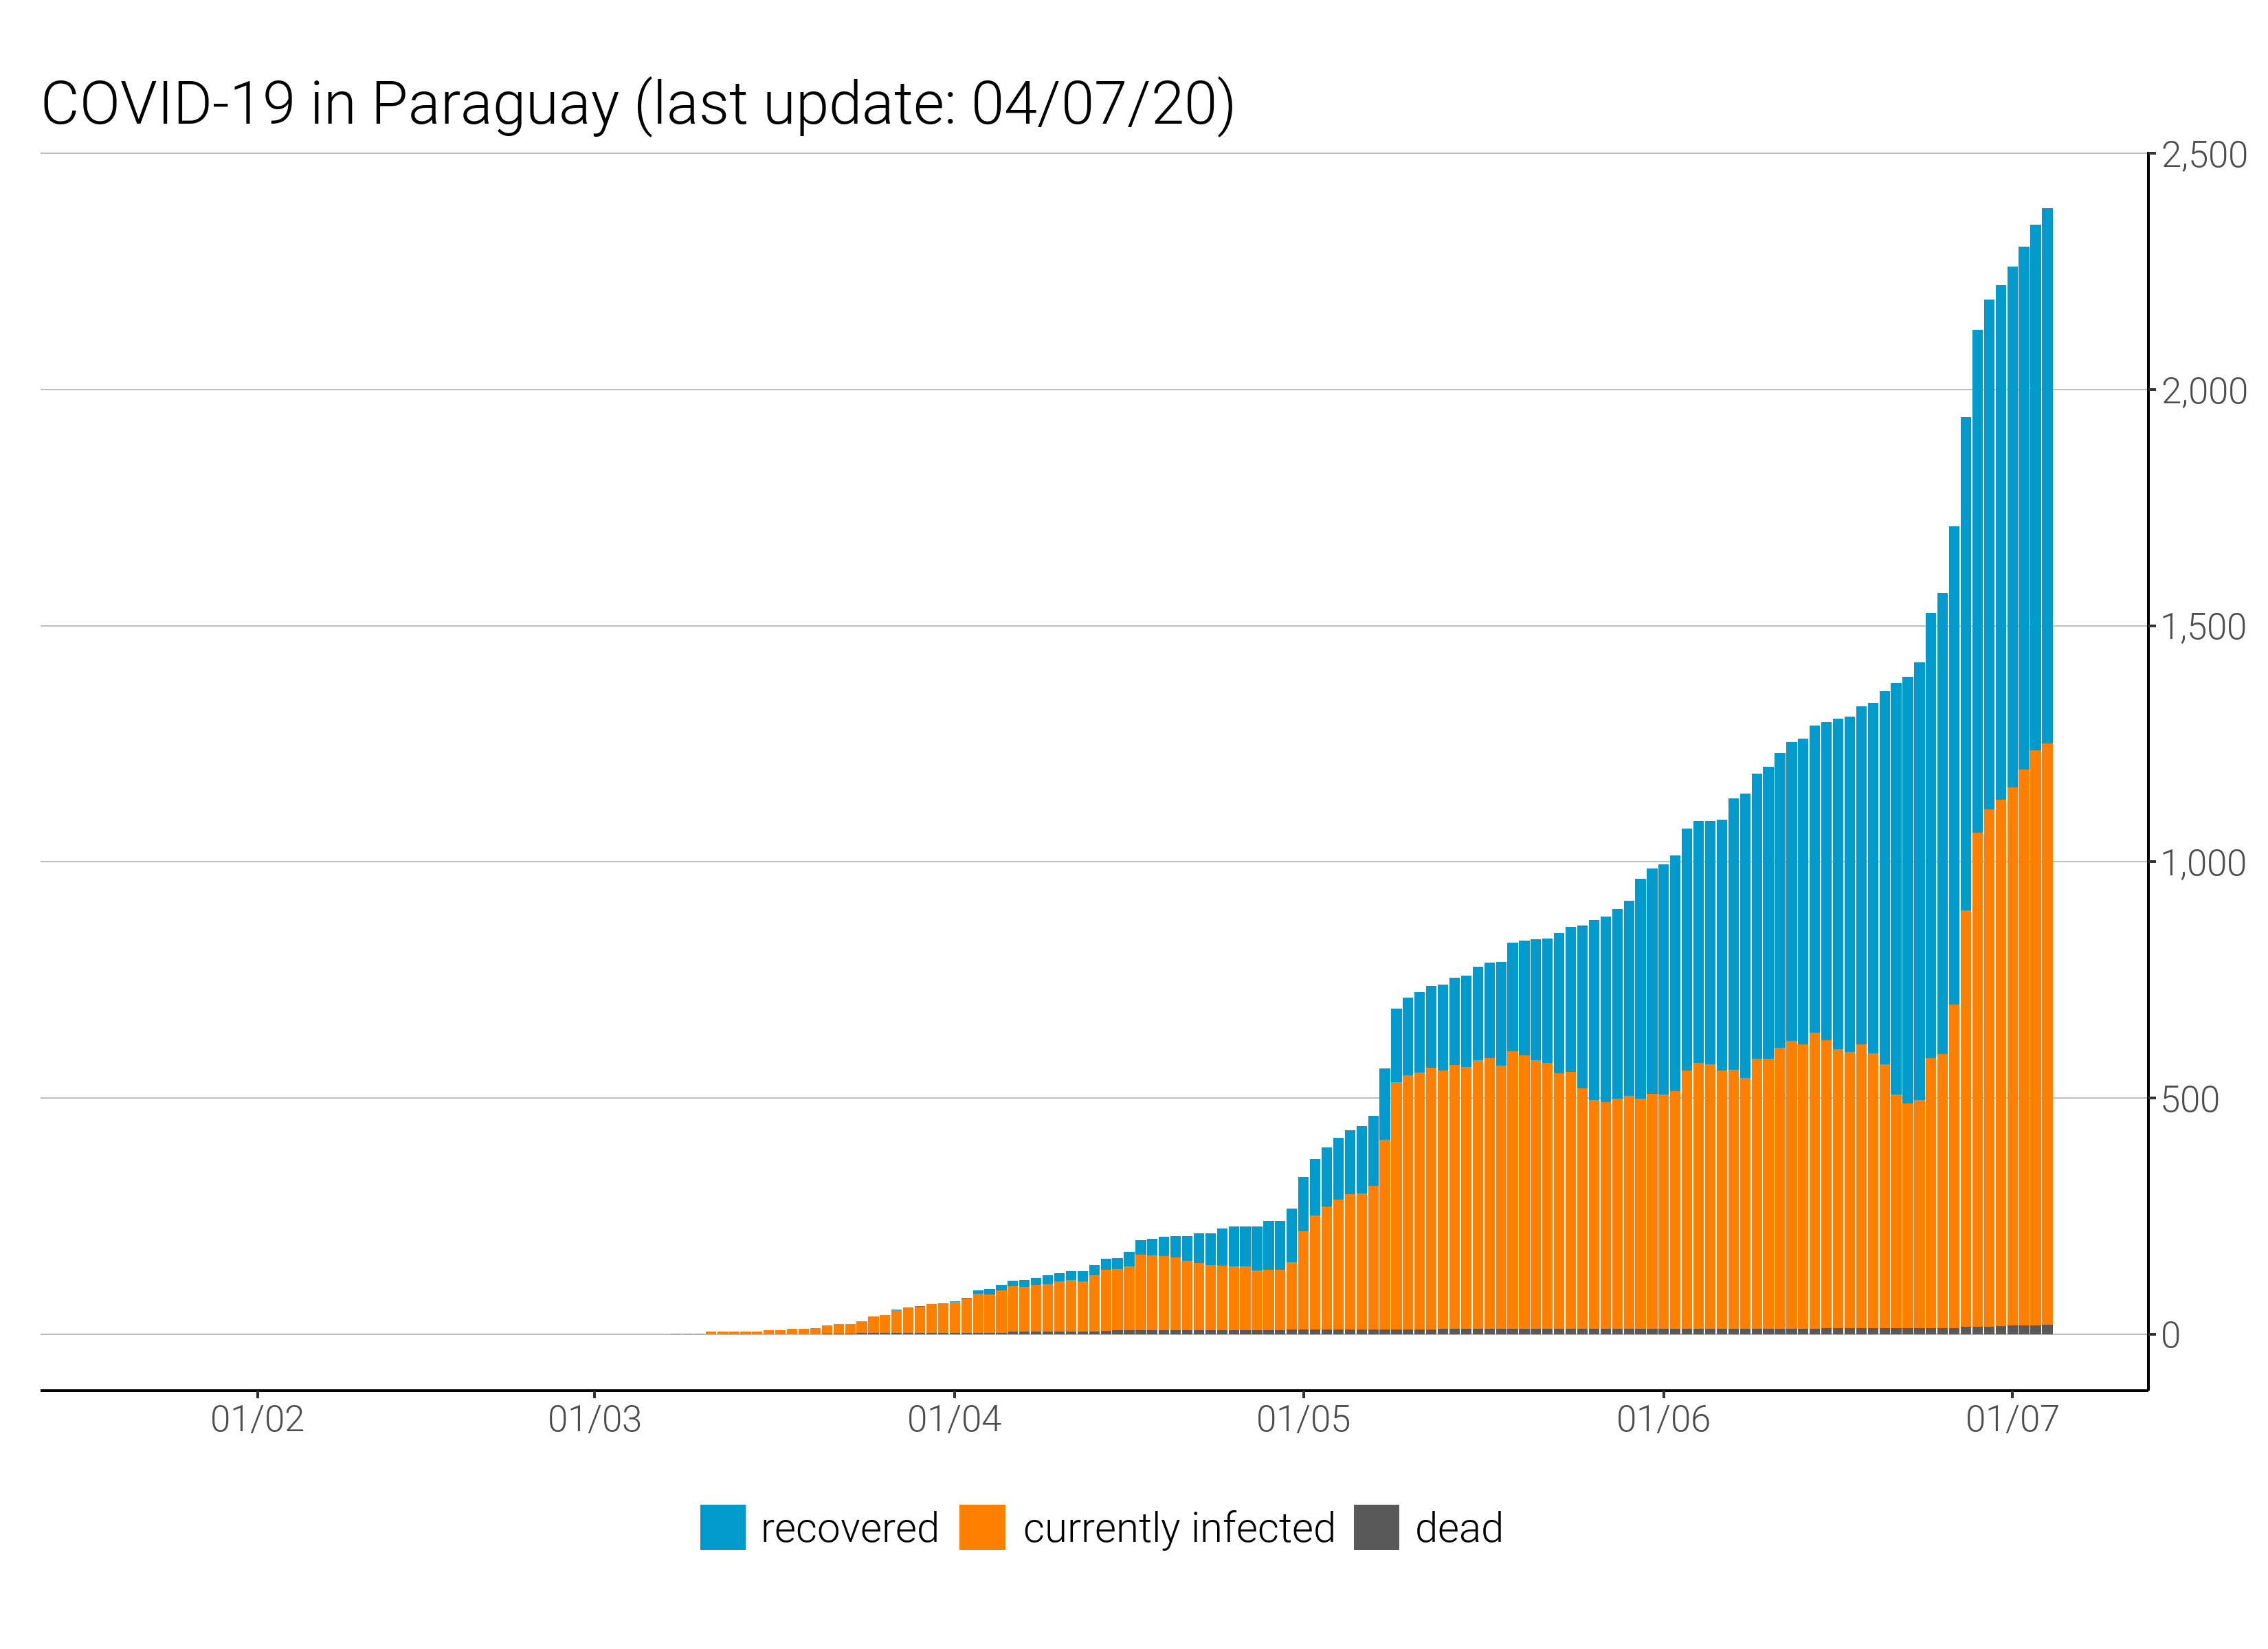 COVID-19 in Paraguay (last update: 04/07/20)
2,500
2,000
1,500
1,000
500
0
01/02 01/03 01/04 01/05 01/06 01/07
recovered currently infected dead